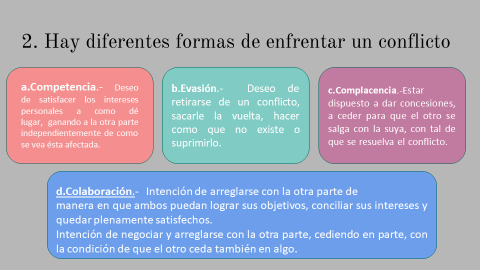 2. Hay diferentes formas de enfrentar un conflicto
a.Competencia.- Deseo
de satisfacer los intereses
personales a como dé
lugar, ganando a la otra parte
independientemente de como
se vea ésta afectada.
b.Evasión.- Deseo de
retirarse de un conflicto,
sacarle la vuelta, hacer
como que no existe o
suprimirlo.
c.Complacencia.-Estar
dispuesto a dar concesiones,
a ceder para que el otro se
salga con la suya, con tal de
que se resuelva el conflicto.
d.Colaboración.- Intención de arreglarse con la otra parte de
manera en que ambos puedan lograr sus objetivos, conciliar sus intereses y
quedar plenamente satisfechos.
Intención de negociar y arreglarse con la otra parte, cediendo en parte, con
la condición de que el otro ceda también en algo.